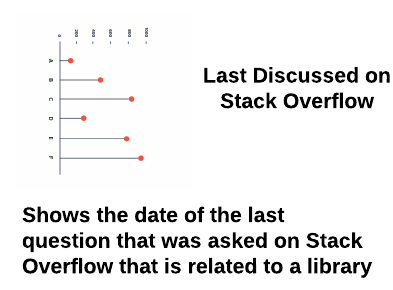 0 200 400 600 800 1000
A
B
C
D
E
F
Last Discussed on
Stack Overflow
Shows the date of the last
question that was asked on Stack
Overflow that is related to a library